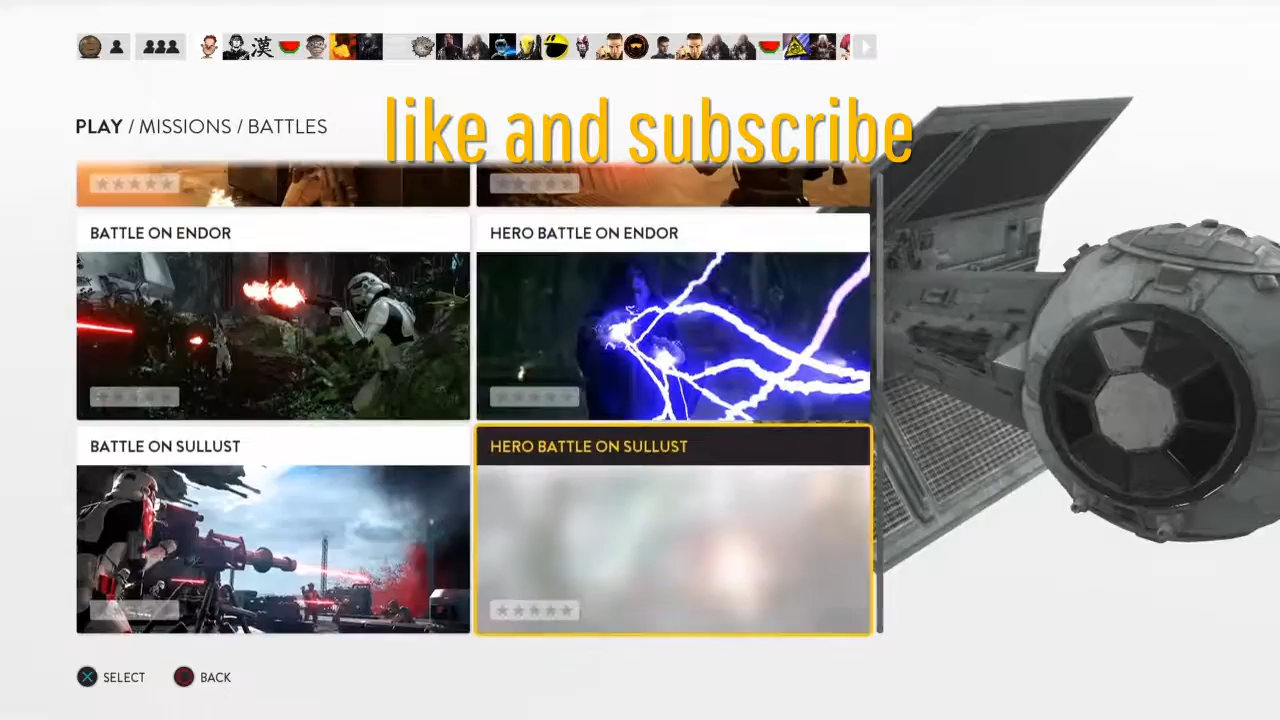 漢
like and subscribe
PLAY / MISSIONS / BATTLES
BATTLE ON ENDOR
HERO BATTLE ON ENDOR
BATTLE ON SULLUST
HERO BATTLE ON SULLUST
SELECT
BACK